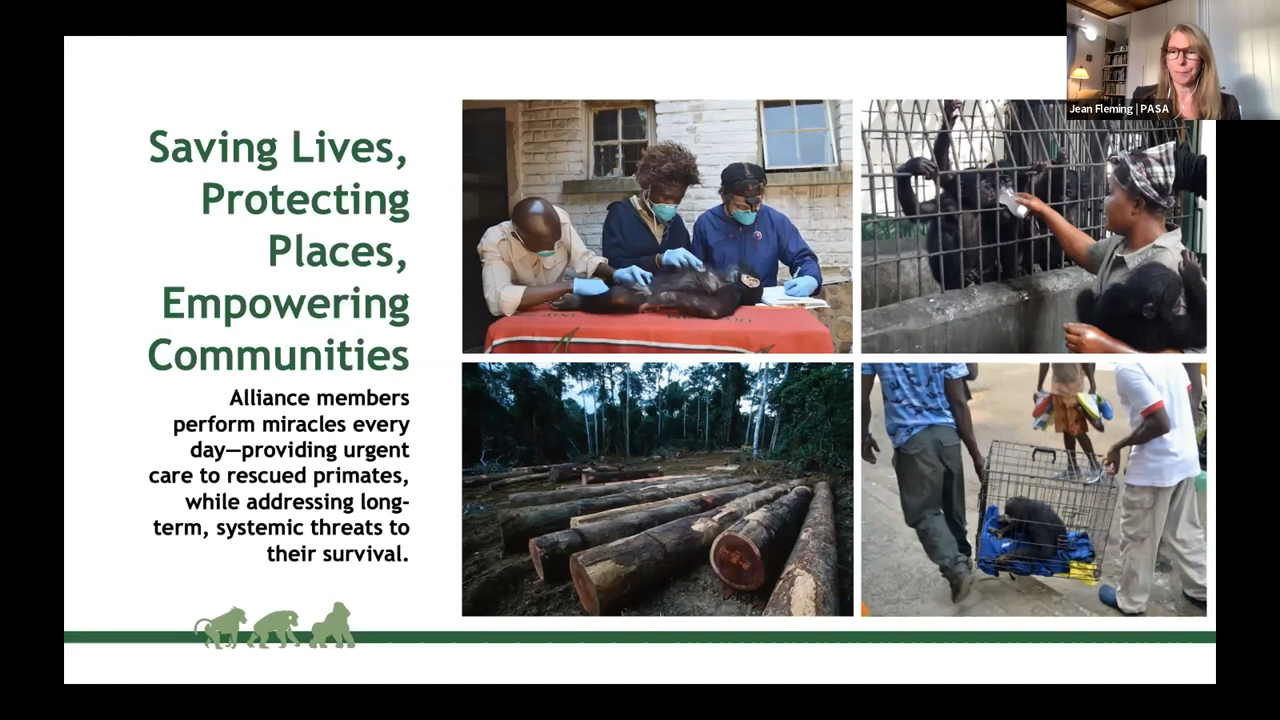 Jean Fleming | PASA
Saving Lives,
Protecting
Places,
Empowering
Communities
Alliance members
perform miracles every
day—providing urgent
care to rescued primates,
while addressing long-
term, systemic threats to
their survival.